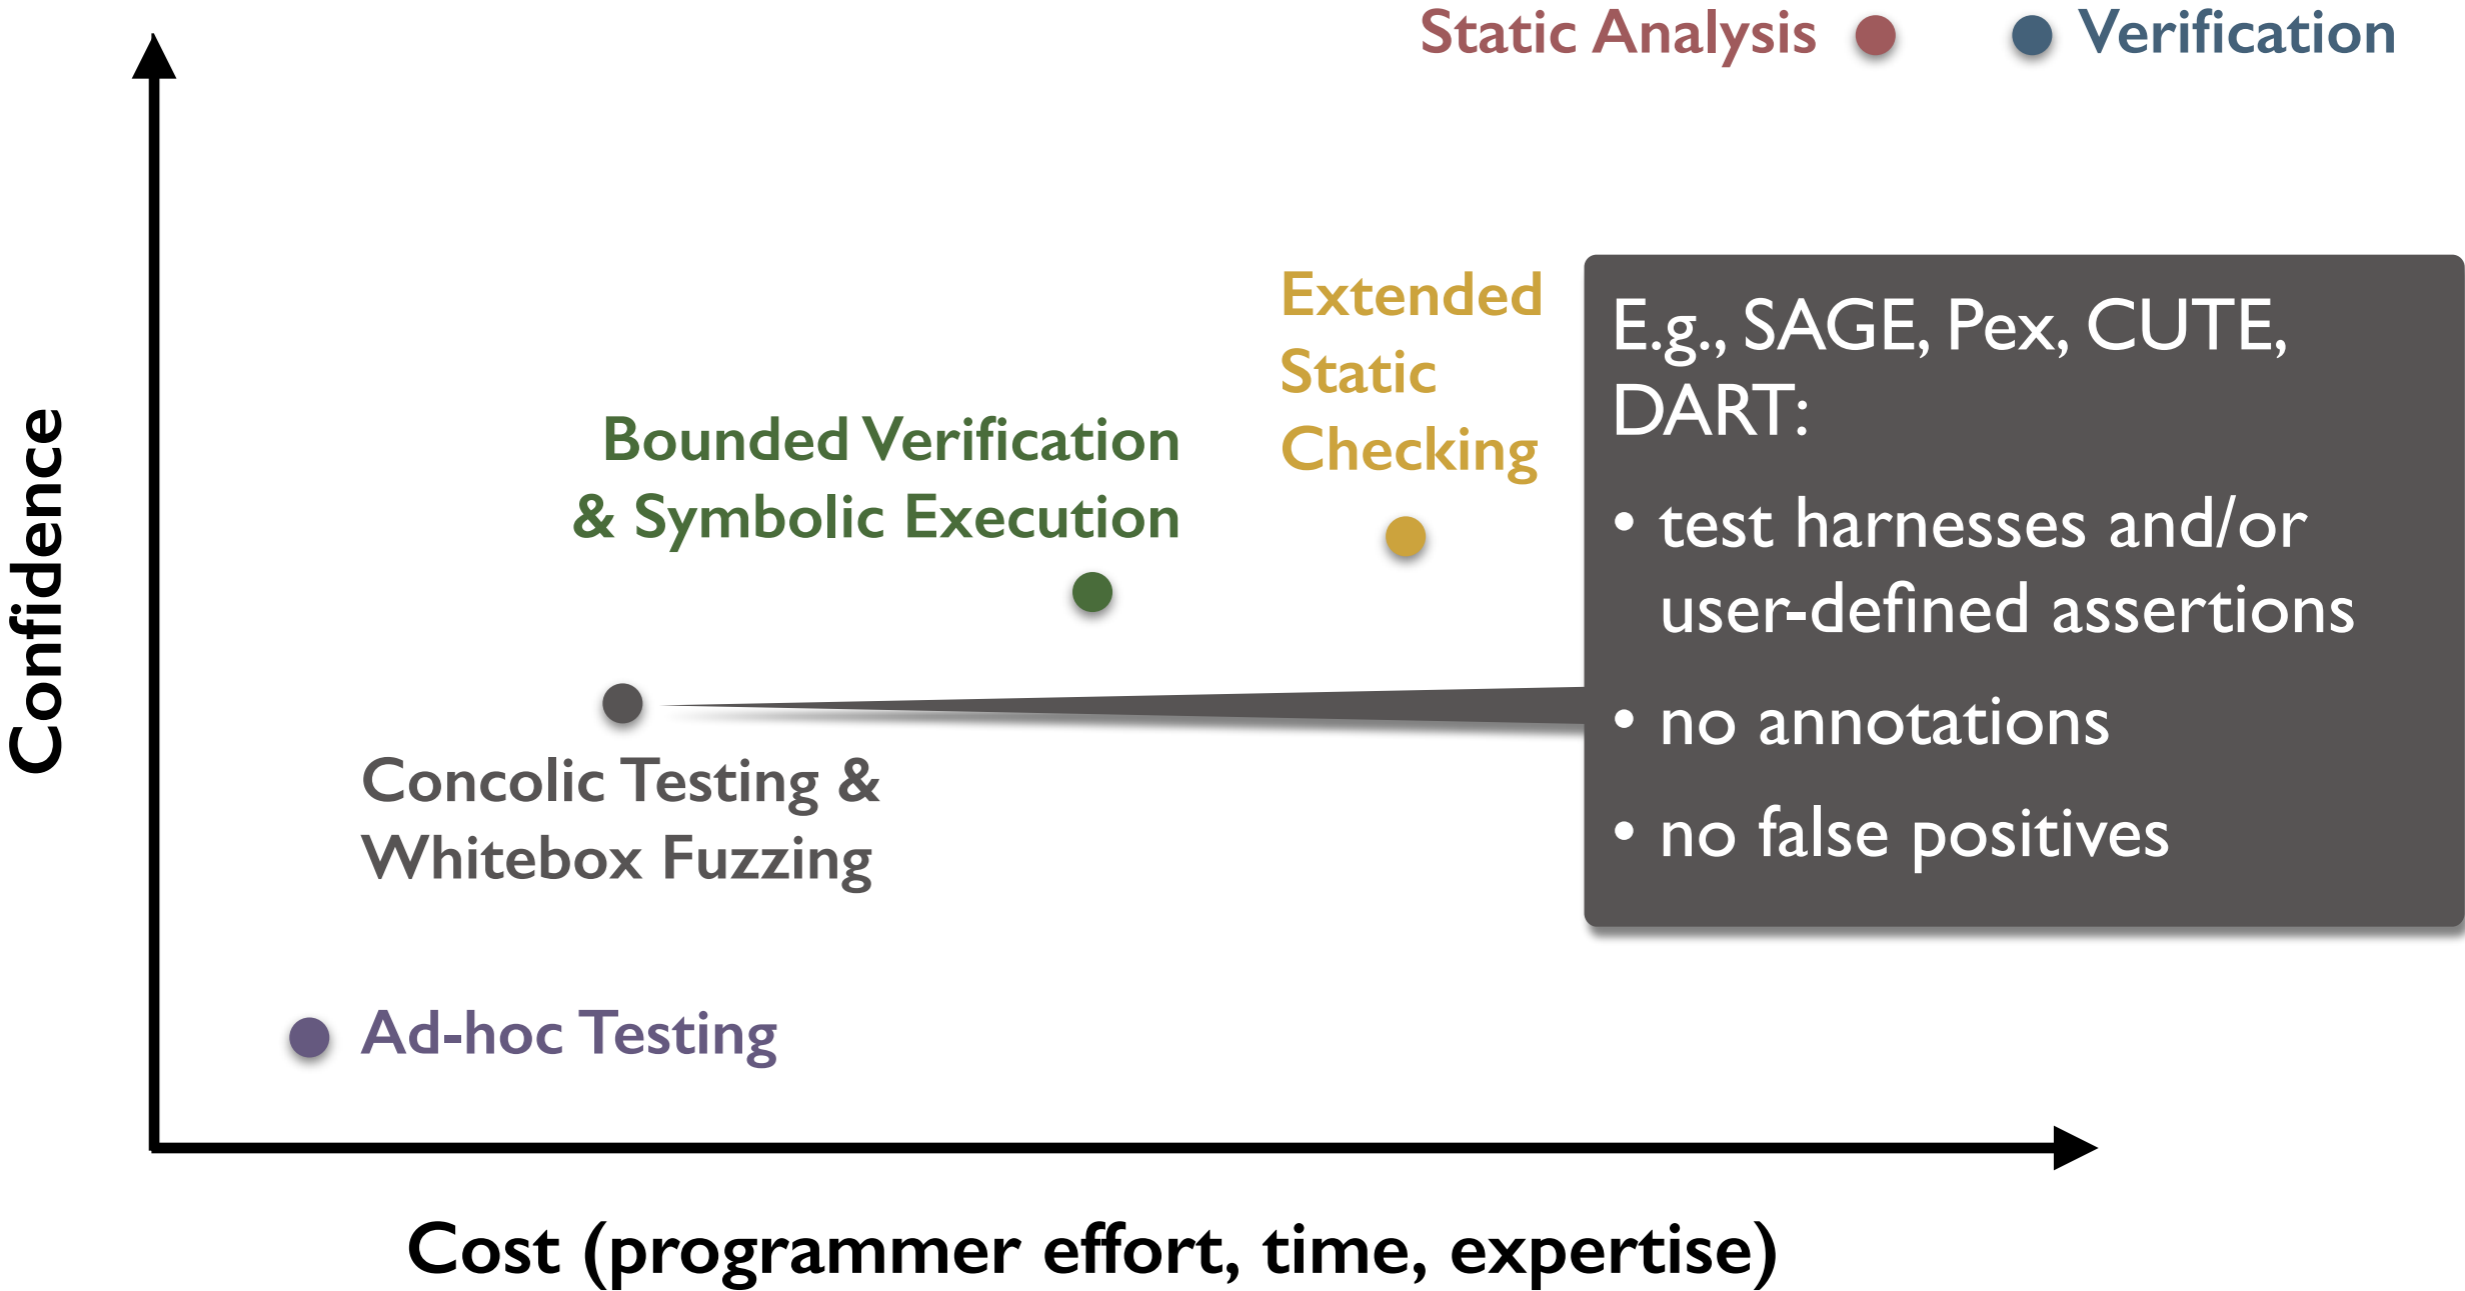 Static Analysis
Verification
Extended
Static
Checking
Bounded Verification
& Symbolic Execution
E.g., SAGE, Pex, CUTE,
DART:
• test harnesses and/or
user-defined assertions
• no annotations
• no false positives
Concolic Testing &
Whitebox Fuzzing
Ad-hoc Testing
Confidence
Cost (programmer effort, time, expertise)